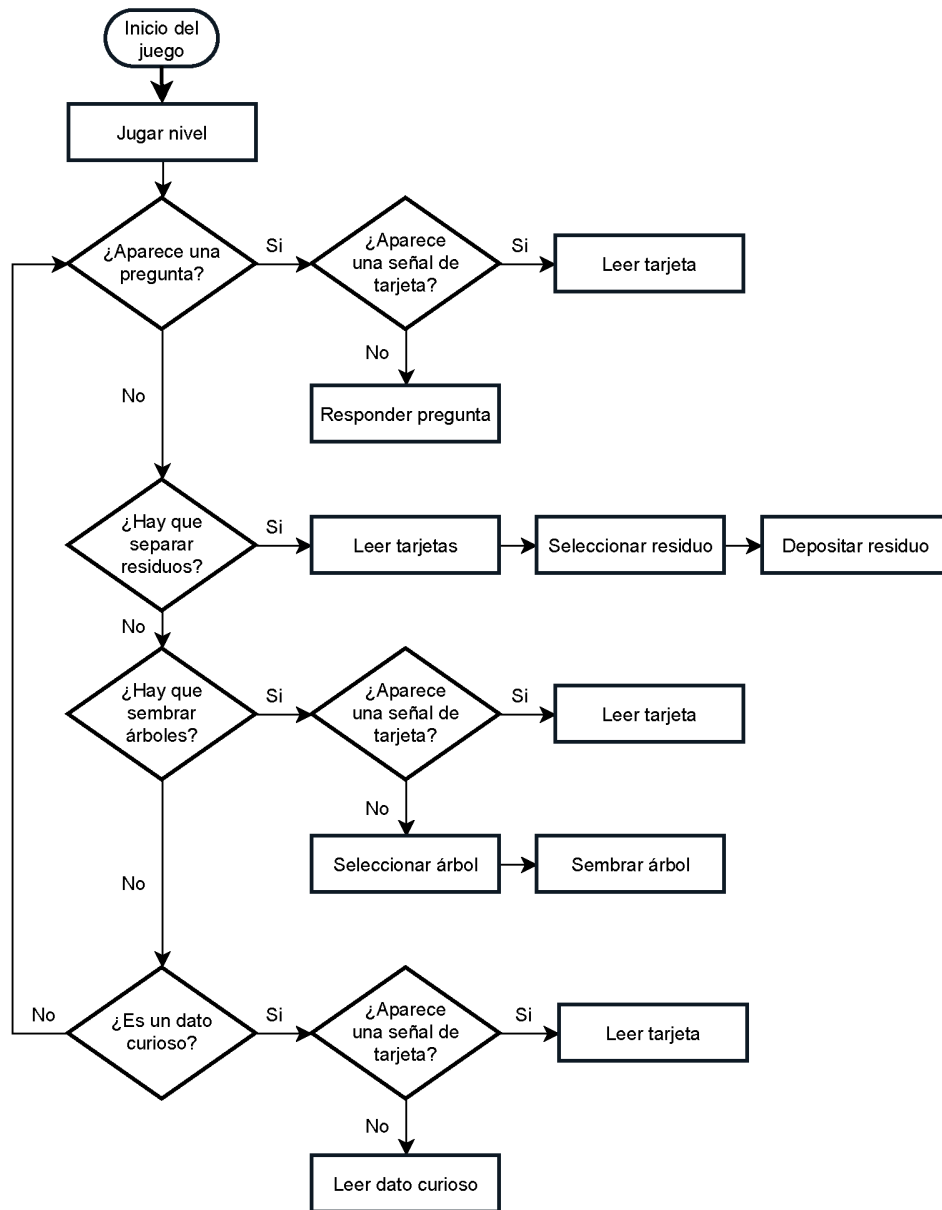 Inicio del
juego
Jugar nivel
¿Aparece una
pregunta?
Si
¿Aparece
una señal de
tarjeta?
Si
Leer tarjeta
No
Responder pregunta
No
¿Hay que
separar
residuos?
Si
Leer tarjetas
Seleccionar residuo
Depositar residuo
No
¿Hay que
sembrar
árboles?
Si
¿Aparece
una señal de
tarjeta?
Si
Leer tarjeta
No
Seleccionar árbol
Sembrar árbol
No
¿Es un dato
curioso?
No
Si
¿Aparece
una señal de
tarjeta?
Si
Leer tarjeta
No
Leer dato curioso